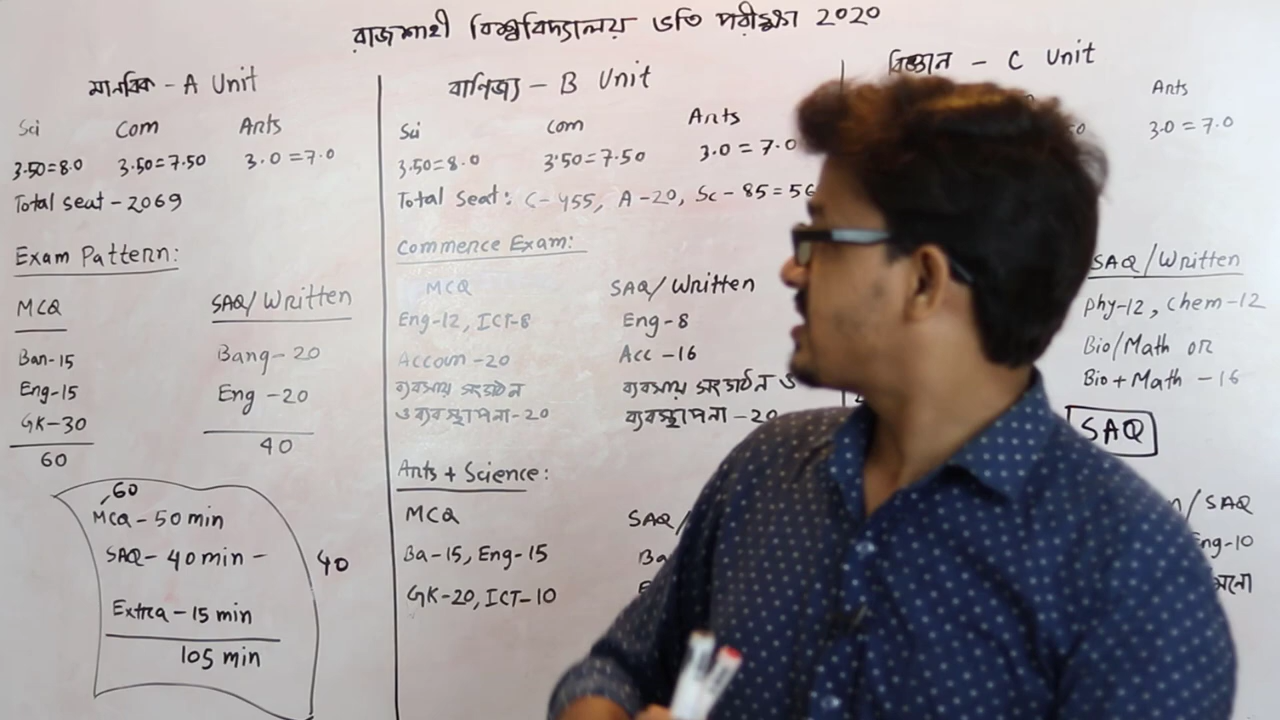 রাজশাহী বিশ্ববিদ্যালয় ভর্তি পরীক্ষা 2020
মানবিক - A Unit
Sci Com Arts
3.50=8.0 3.50=7.50 3.0=7.0
Total seat - 2069
Exam Pattern:
MCQ SAQ/Written
Ban-15 Bang-20
Eng-15 Eng-20
GK-30
60 40
,60
MCQ - 50 min
SAQ - 40 min - 40
Extra - 15 min
105 min
বাণিজ্য - B Unit
Sci Com Arts
3.50=8.0 3.50=7.50 3.0=7.0
Total Seat: C-455, A-20, Sc-85=56
Commerce Exam:
MCQ SAQ/Written
Eng-12, ICT-8 Eng-8
Accoun-20 Acc-16
ব্যবসায় সংগঠন ব্যবসায় সংগঠন ও
ও ব্যবস্থাপনা-20 ব্যবস্থাপনা-20
Arts + Science:
MCQ SAQ/
Ba-15, Eng-15 Ba
GK-20, ICT-10
বিজ্ঞান - C Unit
Arts
3.0=7.0
SAQ/Written
Phy-12, Chem-12
Bio/Math or
Bio+Math-16
SAQ
/SAQ
Eng-10